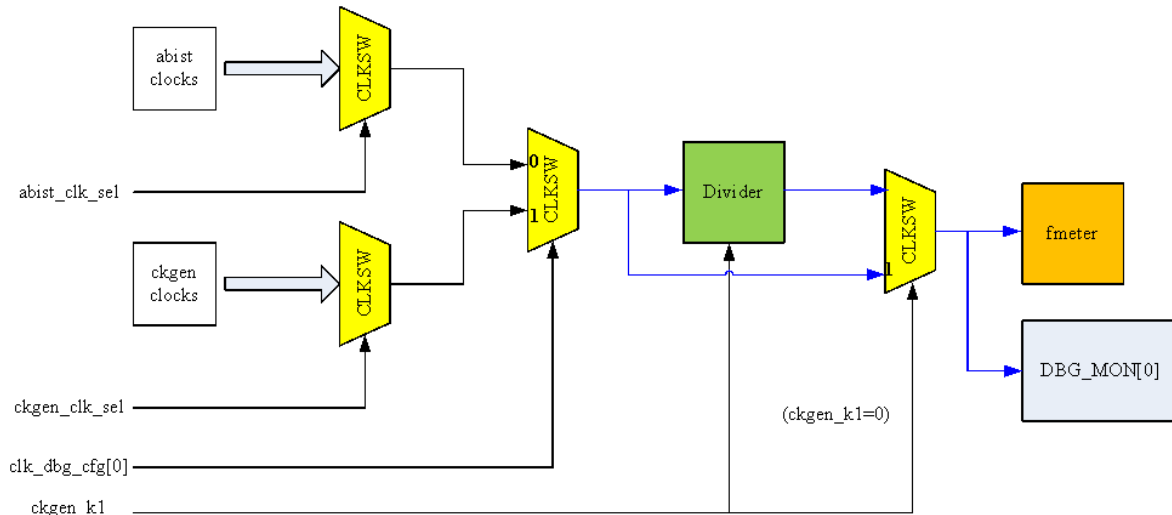 abist
clocks
CLKSW
abist_clk_sel
0
1
CLKSW
Divider
1
CLKSW
fmeter
ckgen
clocks
CLKSW
DBG_MON[0]
ckgen_clk_sel
(ckgen_k1=0)
clk_dbg_cfg[0]
ckgen_k1